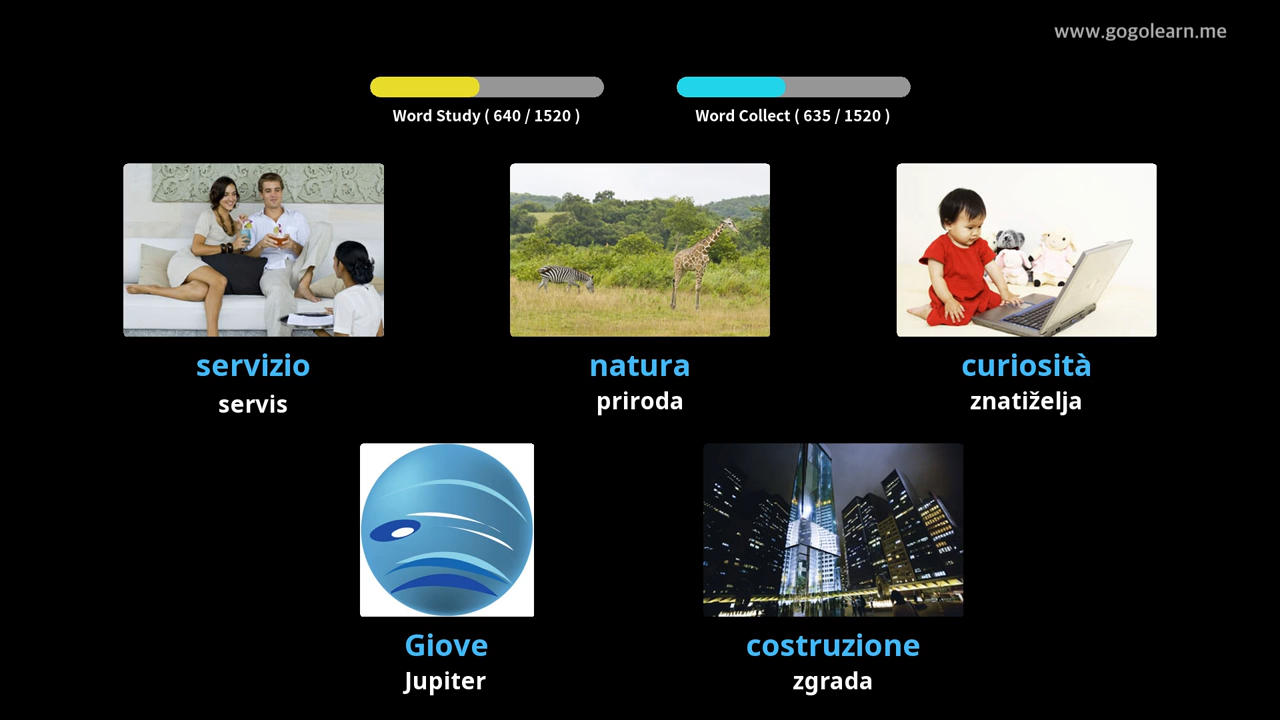 www.gogolearn.me
Word Study ( 640 / 1520 )
Word Collect ( 635 / 1520 )
servizio
servis
natura
priroda
curiosità
znatiželja
Giove
Jupiter
costruzione
zgrada